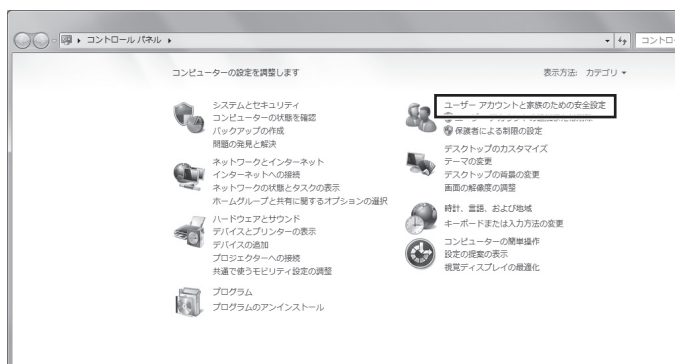 コントロール パネル
コントロ
コンピューターの設定を調整します
表示方法: カテゴリ
システムとセキュリティ
コンピューターの状態を確認
バックアップの作成
問題の発見と解決
ネットワークとインターネット
インターネットへの接続
ネットワークの状態とタスクの表示
ホームグループと共有に関するオプションの選択
ハードウェアとサウンド
デバイスとプリンターの表示
デバイスの追加
プロジェクターへの接続
共通で使うモビリティ設定の調整
プログラム
プログラムのアンインストール
ユーザー アカウントと家族のための安全設定
保護者による制限の設定
デスクトップのカスタマイズ
テーマの変更
デスクトップの背景の変更
画面の解像度の調整
時計、言語、および地域
キーボードまたは入力方法の変更
コンピューターの簡単操作
設定の提案の表示
視覚ディスプレイの最適化